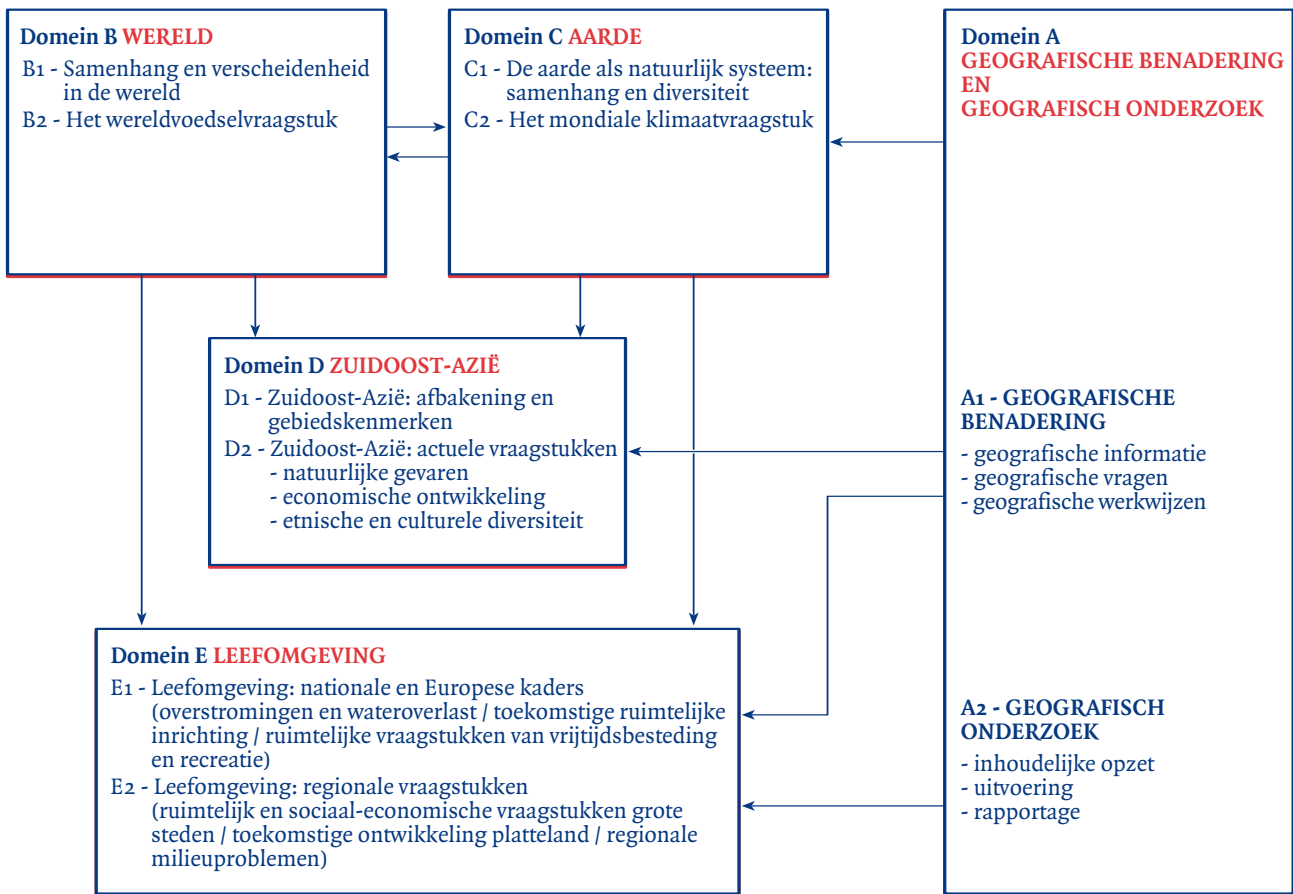 Domein B WERELD
B1 - Samenhang en verscheidenheid
in de wereld
B2 - Het wereldvoedselvraagstuk
Domein C AARDE
C1 - De aarde als natuurlijk systeem:
samenhang en diversiteit
C2 - Het mondiale klimaatvraagstuk
Domein A
GEOGRAFISCHE BENADERING
EN
GEOGRAFISCH ONDERZOEK
Domein D ZUIDOOST-AZIË
D1 - Zuidoost-Azië: afbakening en
gebiedskenmerken
D2 - Zuidoost-Azië: actuele vraagstukken
- natuurlijke gevaren
- economische ontwikkeling
- etnische en culturele diversiteit
A1 - GEOGRAFISCHE
BENADERING
- geografische informatie
- geografische vragen
- geografische werkwijzen
Domein E LEEFOMGEVING
E1 - Leefomgeving: nationale en Europese kaders
(overstromingen en wateroverlast / toekomstige ruimtelijke
inrichting / ruimtelijke vraagstukken van vrijtijdsbesteding
en recreatie)
E2 - Leefomgeving: regionale vraagstukken
(ruimtelijk en sociaal-economische vraagstukken grote
steden / toekomstige ontwikkeling platteland / regionale
milieuproblemen)
A2 - GEOGRAFISCH
ONDERZOEK
- inhoudelijke opzet
- uitvoering
- rapportage